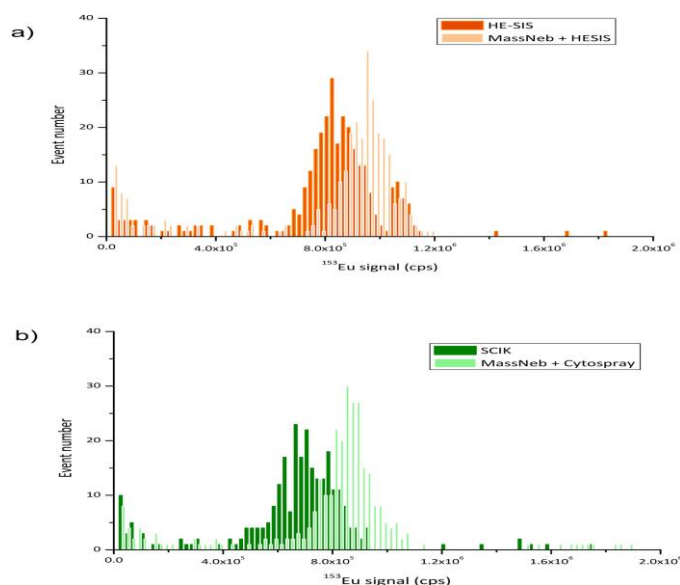 a)
40
30
20
10
0
Event number
HE-SIS
MassNeb + HESIS
0.0 4.0x10⁵ 8.0x10⁵ 1.2x10⁶ 1.6x10⁶ 2.0x10⁶
¹⁵³Eu signal (cps)
b)
40
30
20
10
0
Event number
SCIK
MassNeb + Cytospray
0.0 4.0x10⁵ 8.0x10⁵ 1.2x10⁶ 1.6x10⁶ 2.0x10⁶
¹⁵³Eu signal (cps)